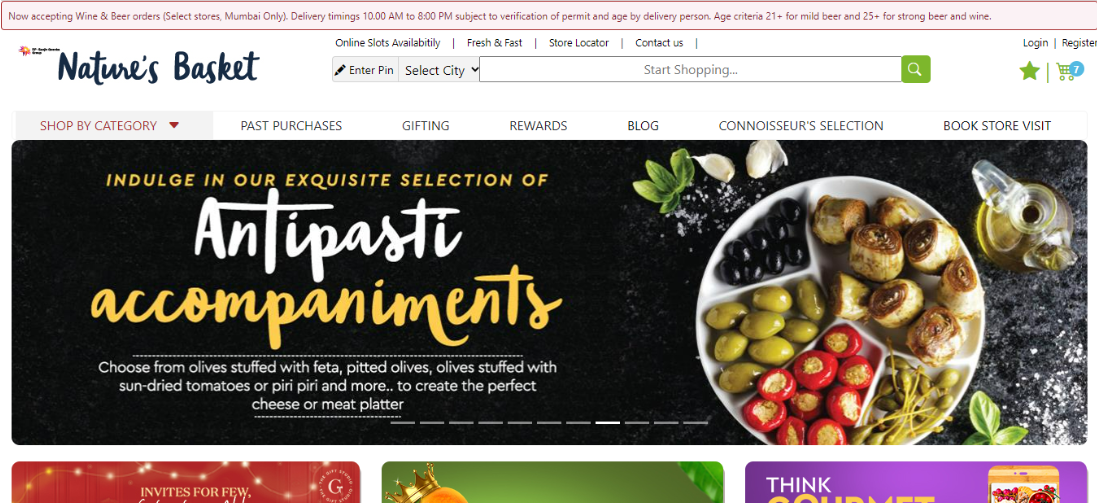 Now accepting Wine & Beer orders (Select stores, Mumbai Only). Delivery timings 10.00 AM to 8:00 PM subject to verification of permit and age by delivery person. Age criteria 21+ for mild beer and 25+ for strong beer and wine.
Online Slots Availabitily | Fresh & Fast | Store Locator | Contact us |
Login | Register
Nature's Basket
Enter Pin Select City Start Shopping...
7
SHOP BY CATEGORY PAST PURCHASES GIFTING REWARDS BLOG CONNOISSEUR'S SELECTION BOOK STORE VISIT
INDULGE IN OUR EXQUISITE SELECTION OF
Antipasti
accompaniments
Choose from olives stuffed with feta, pitted olives, olives stuffed with
sun-dried tomatoes or piri piri and more.. to create the perfect
cheese or meat platter
INVITES FOR FEW,
G
THINK
GOURMET